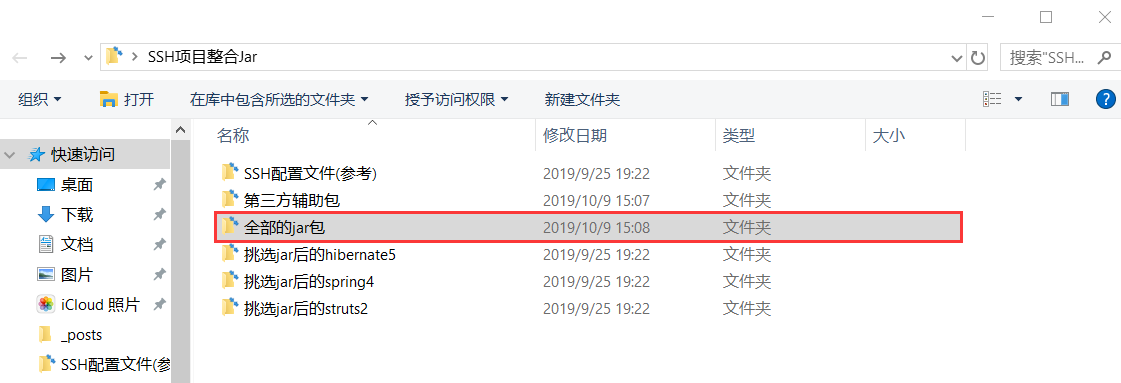 SSH项目整合Jar
搜索"SSH...
组织 打开 在库中包含所选的文件夹 授予访问权限 新建文件夹 ?
名称 修改日期 类型 大小
快速访问
桌面
下载
文档
图片
iCloud 照片
_posts
SSH配置文件(参
SSH配置文件(参考) 2019/9/25 19:22 文件夹
第三方辅助包 2019/10/9 15:07 文件夹
全部的jar包 2019/10/9 15:08 文件夹
挑选jar后的hibernate5 2019/9/25 19:22 文件夹
挑选jar后的spring4 2019/9/25 19:22 文件夹
挑选jar后的struts2 2019/9/25 19:22 文件夹